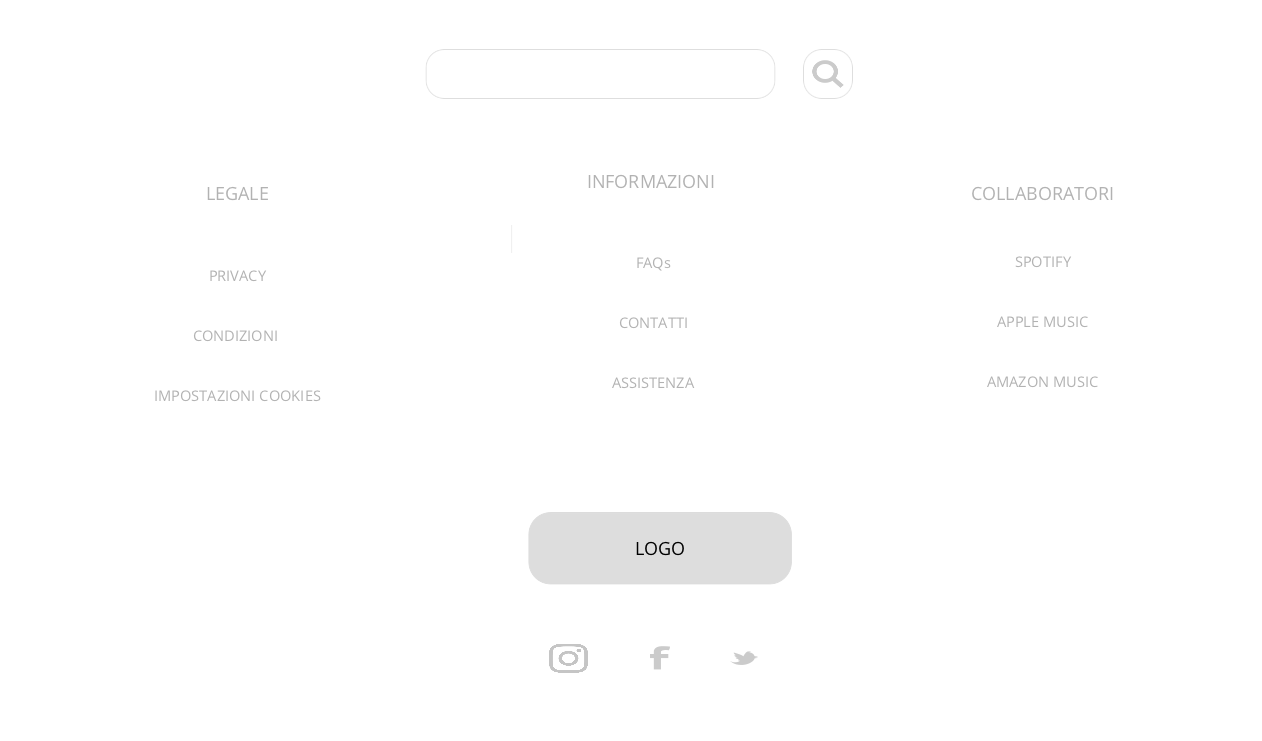 LEGALE
PRIVACY
CONDIZIONI
IMPOSTAZIONI COOKIES
INFORMAZIONI
FAQs
CONTATTI
ASSISTENZA
COLLABORATORI
SPOTIFY
APPLE MUSIC
AMAZON MUSIC
LOGO